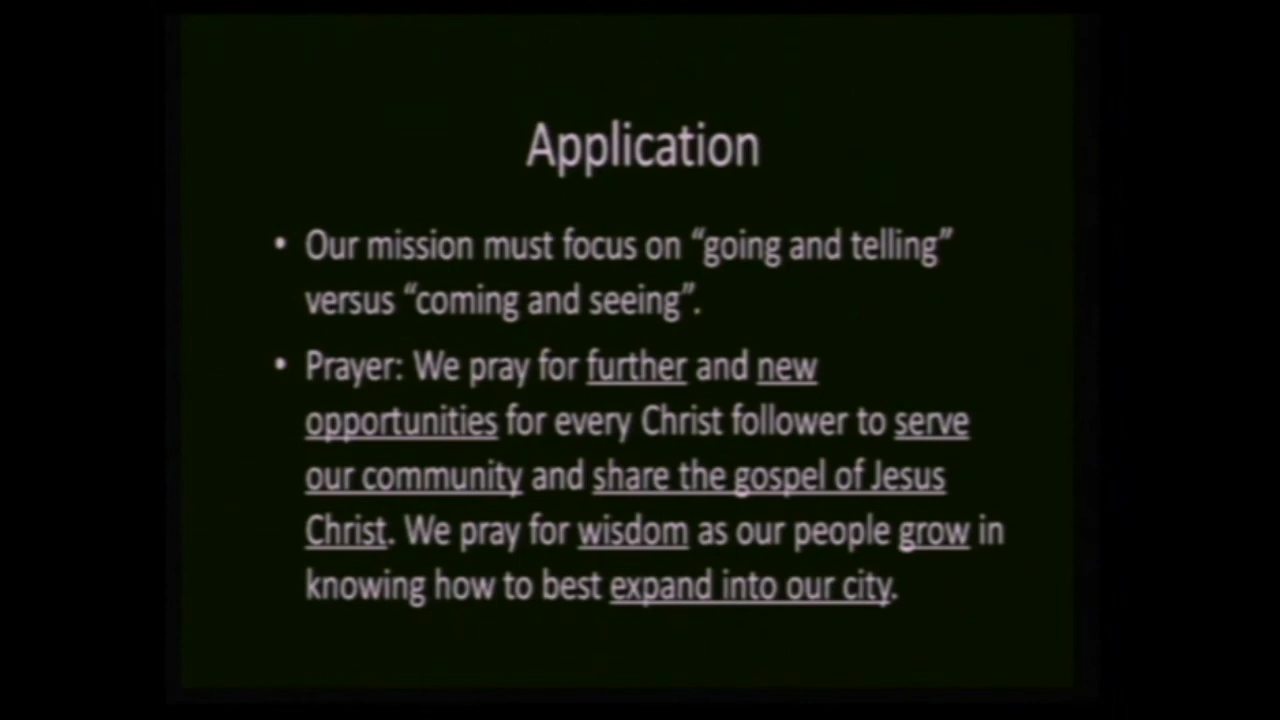 Application
• Our mission must focus on “going and telling”
versus “coming and seeing”.
• Prayer: We pray for further and new
opportunities for every Christ follower to serve
our community and share the gospel of Jesus
Christ. We pray for wisdom as our people grow in
knowing how to best expand into our city.